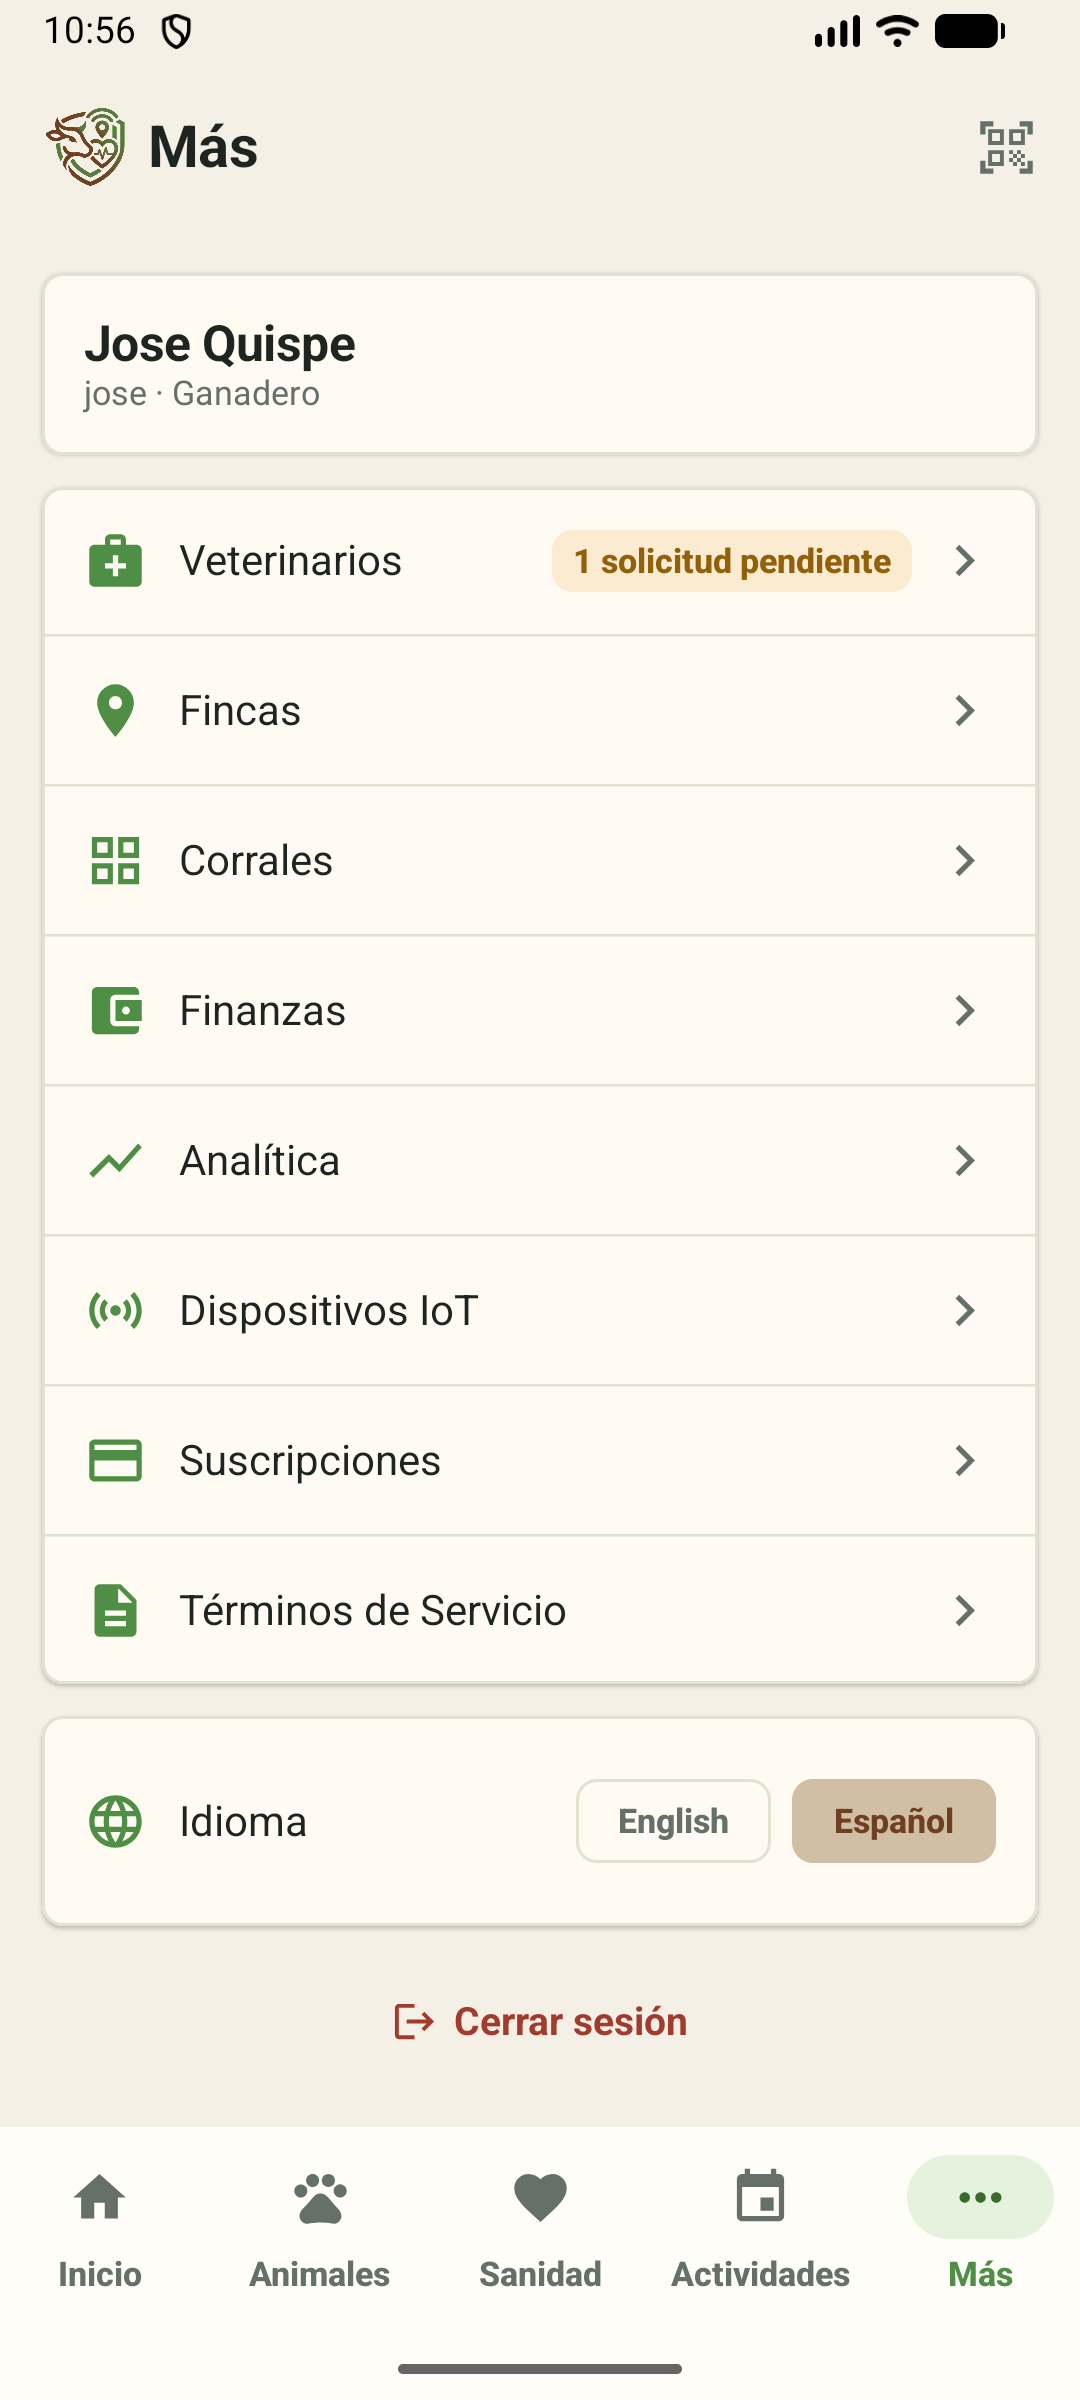 10:56
Más
Jose Quispe
jose · Ganadero
Veterinarios
1 solicitud pendiente
Fincas
Corrales
Finanzas
Analítica
Dispositivos IoT
Suscripciones
Términos de Servicio
Idioma
English
Español
Cerrar sesión
Inicio
Animales
Sanidad
Actividades
Más